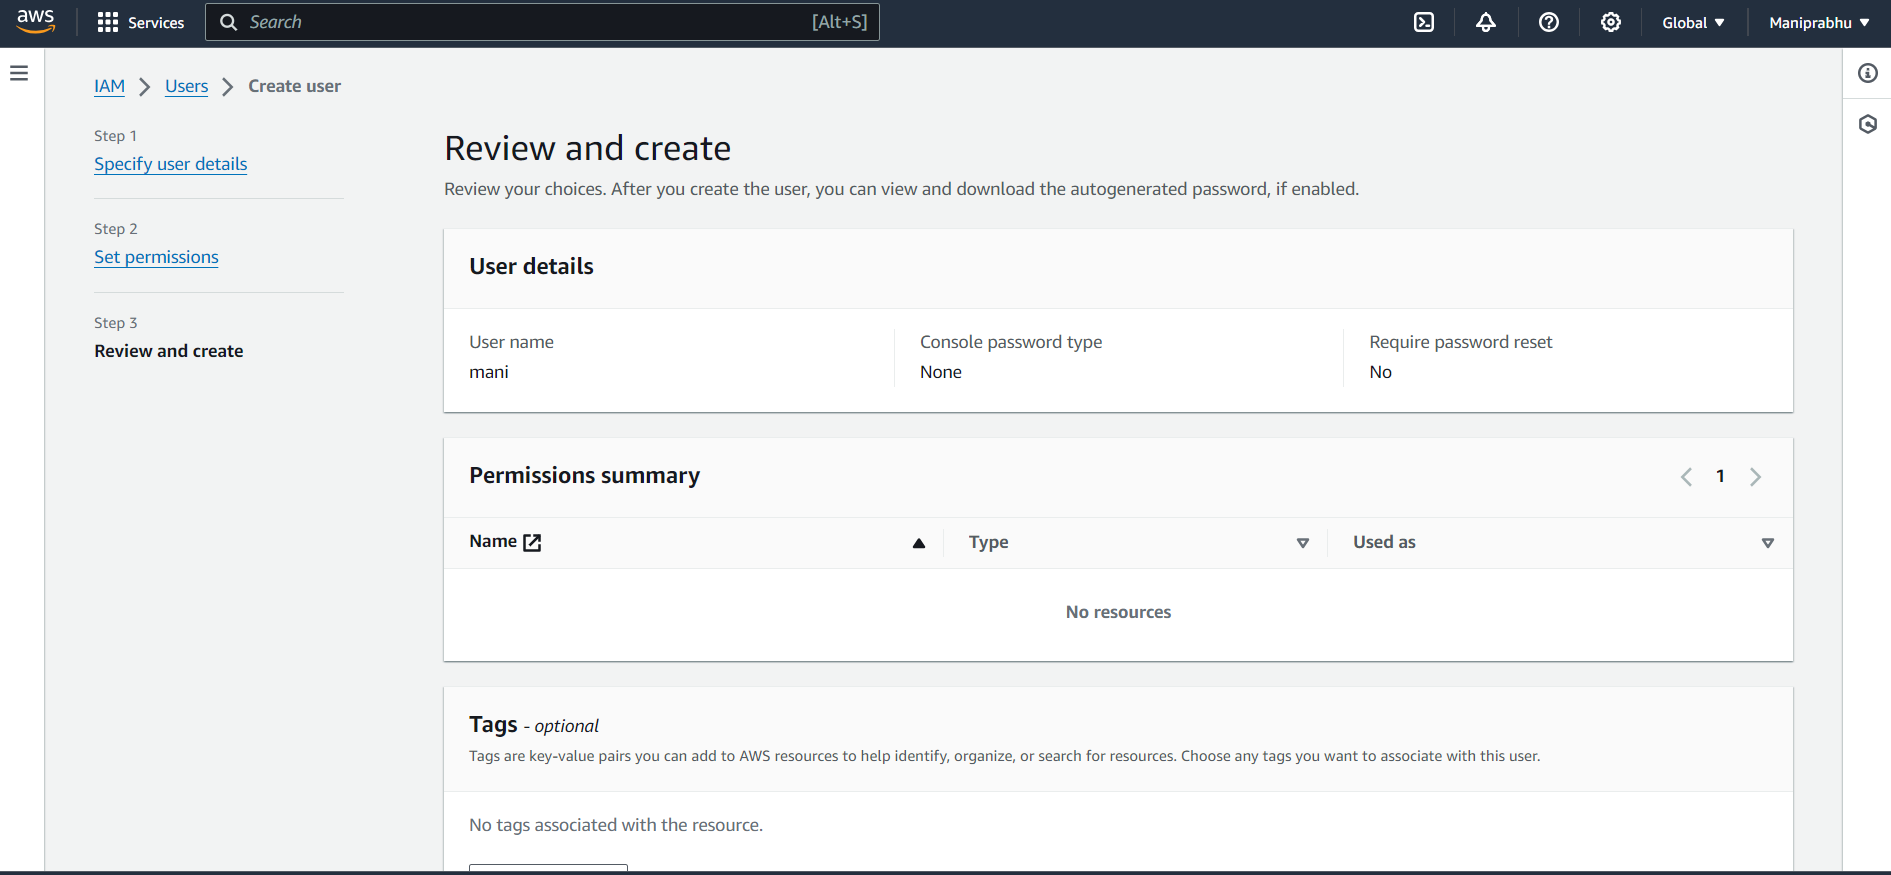 aws
Services
Search
[Alt+S]
Global
Maniprabhu
IAM
Users
Create user
Step 1
Specify user details
Step 2
Set permissions
Step 3
Review and create
Review and create
Review your choices. After you create the user, you can view and download the autogenerated password, if enabled.
User details
User name
mani
Console password type
None
Require password reset
No
Permissions summary
1
Name
Type
Used as
No resources
Tags - optional
Tags are key-value pairs you can add to AWS resources to help identify, organize, or search for resources. Choose any tags you want to associate with this user.
No tags associated with the resource.